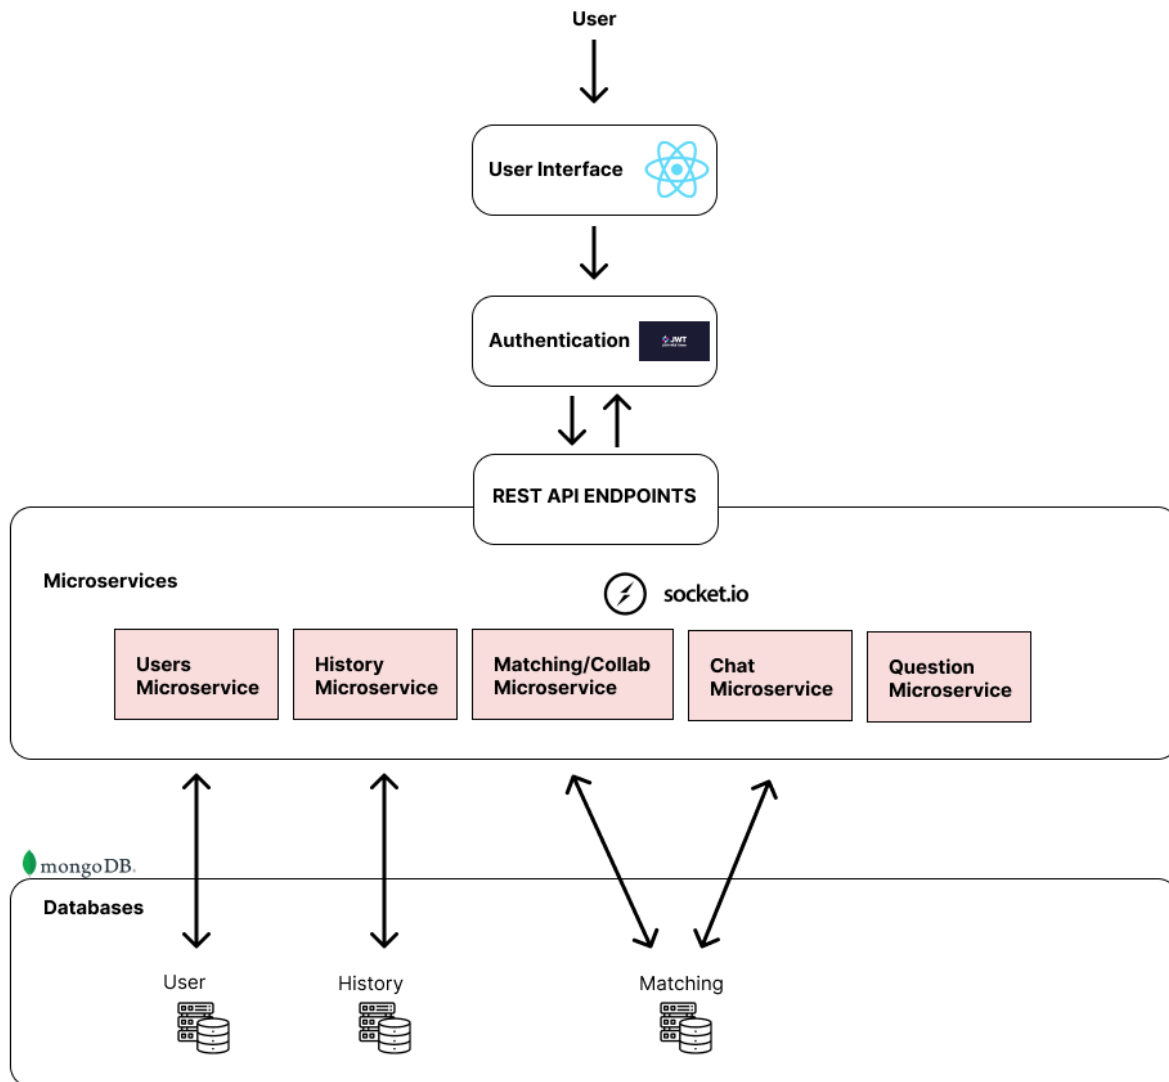 User
User Interface
Authentication
JWT
REST API ENDPOINTS
Microservices
socket.io
Users
Microservice
History
Microservice
Matching/Collab
Microservice
Chat
Microservice
Question
Microservice
mongoDB.
Databases
User
History
Matching